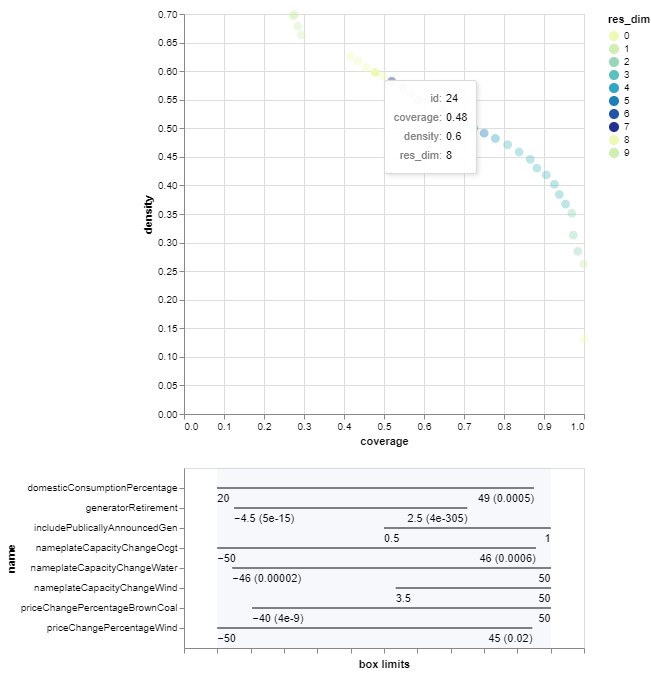 0.70
0.65
0.60
0.55
0.50
0.45
0.40
0.35
0.30
0.25
0.20
0.15
0.10
0.05
0.00
density
0.0 0.1 0.2 0.3 0.4 0.5 0.6 0.7 0.8 0.9 1.0
coverage
id: 24
coverage: 0.48
density: 0.6
res_dim: 8
res_dim
0
1
2
3
4
5
6
7
8
9
name
domesticConsumptionPercentage
20 49 (0.0005)
generatorRetirement
−4.5 (5e-15) 2.5 (4e-305)
includePublicallyAnnouncedGen
0.5 1
nameplateCapacityChangeOcgt
−50 46 (0.0006)
nameplateCapacityChangeWater
−46 (0.00002) 50
nameplateCapacityChangeWind
3.5 50
priceChangePercentageBrownCoal
−40 (4e-9) 50
priceChangePercentageWind
−50 45 (0.02)
box limits